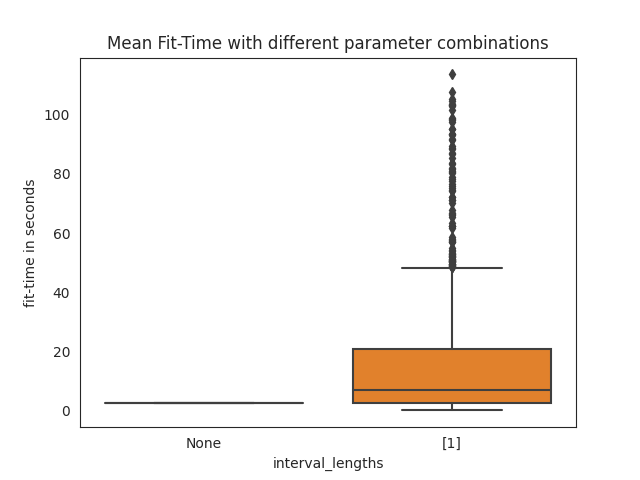 Mean Fit-Time with different parameter combinations
100
80
60
40
20
0
fit-time in seconds
None
[1]
interval_lengths